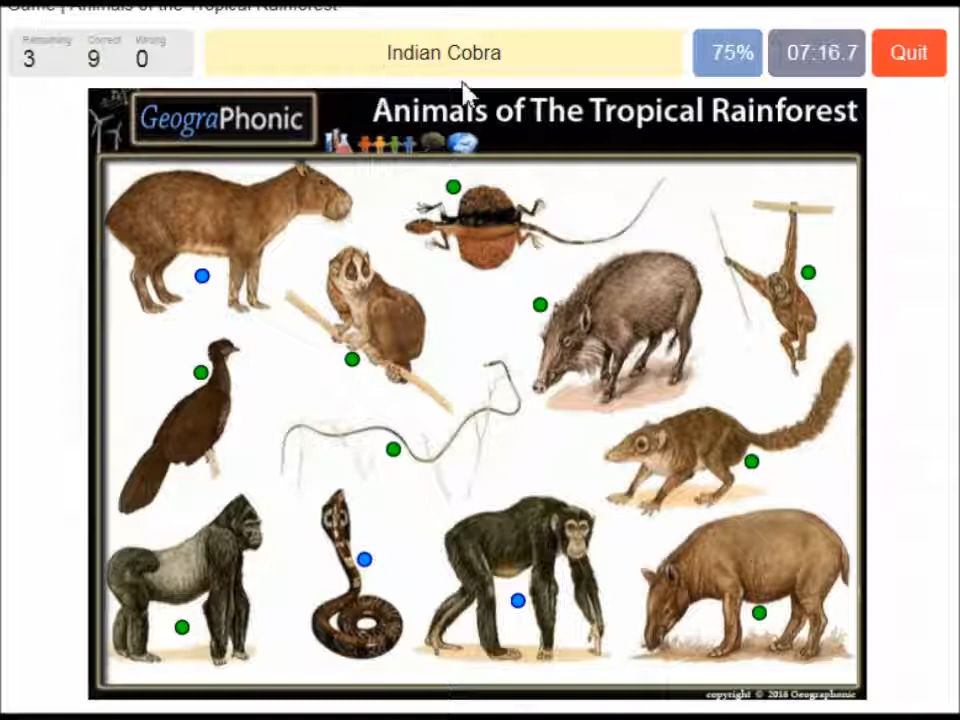 Game | Animals of the Tropical Rainforest
Remaining Correct Wrong
3 9 0
Indian Cobra
75%
07:16.7
Quit
GeograPhonic
Animals of The Tropical Rainforest
copyright © 2016 Geographonic